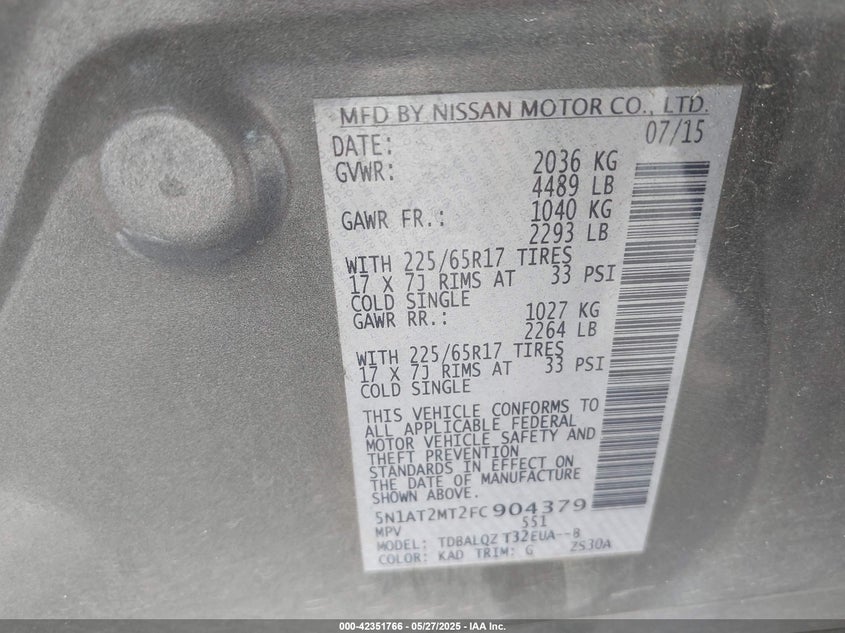 MFD BY NISSAN MOTOR CO., LTD.
DATE: 07/15
GVWR: 2036 KG
4489 LB
GAWR FR.: 1040 KG
2293 LB
WITH 225/65R17 TIRES
17 X 7J RIMS AT 33 PSI
COLD SINGLE
GAWR RR.: 1027 KG
2264 LB
WITH 225/65R17 TIRES
17 X 7J RIMS AT 33 PSI
COLD SINGLE
THIS VEHICLE CONFORMS TO
ALL APPLICABLE FEDERAL
MOTOR VEHICLE SAFETY AND
THEFT PREVENTION
STANDARDS IN EFFECT ON
THE DATE OF MANUFACTURE
SHOWN ABOVE.
5N1AT2MT2FC904379
MPV 551
MODEL: TDBALQZ T32EUA--B
COLOR: KAD TRIM: G ZS30A
000-42351766 - 05/27/2025 - IAA Inc.